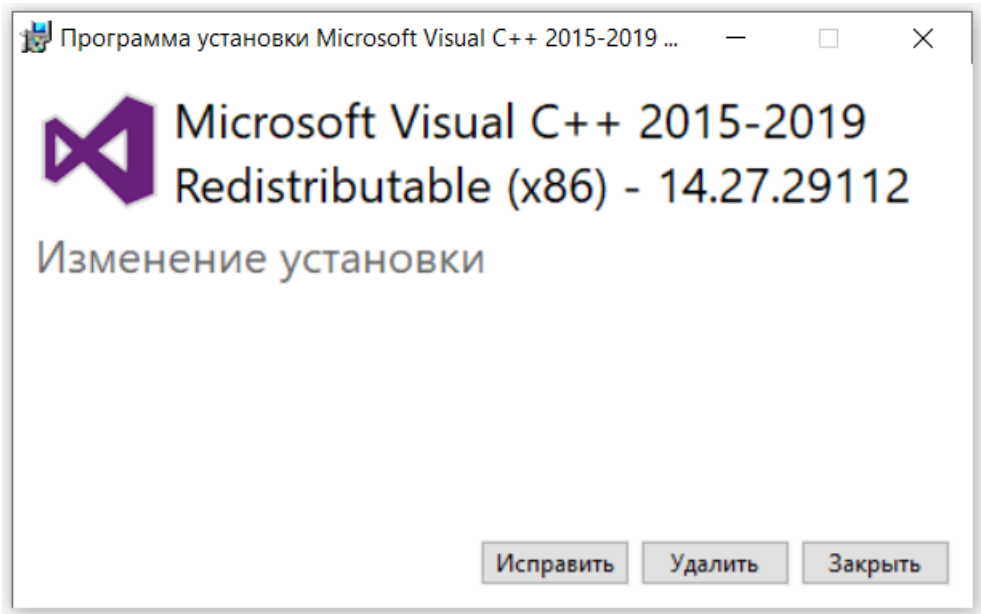 Программа установки Microsoft Visual C++ 2015-2019 ...
Microsoft Visual C++ 2015-2019
Redistributable (x86) - 14.27.29112
Изменение установки
Исправить Удалить Закрыть